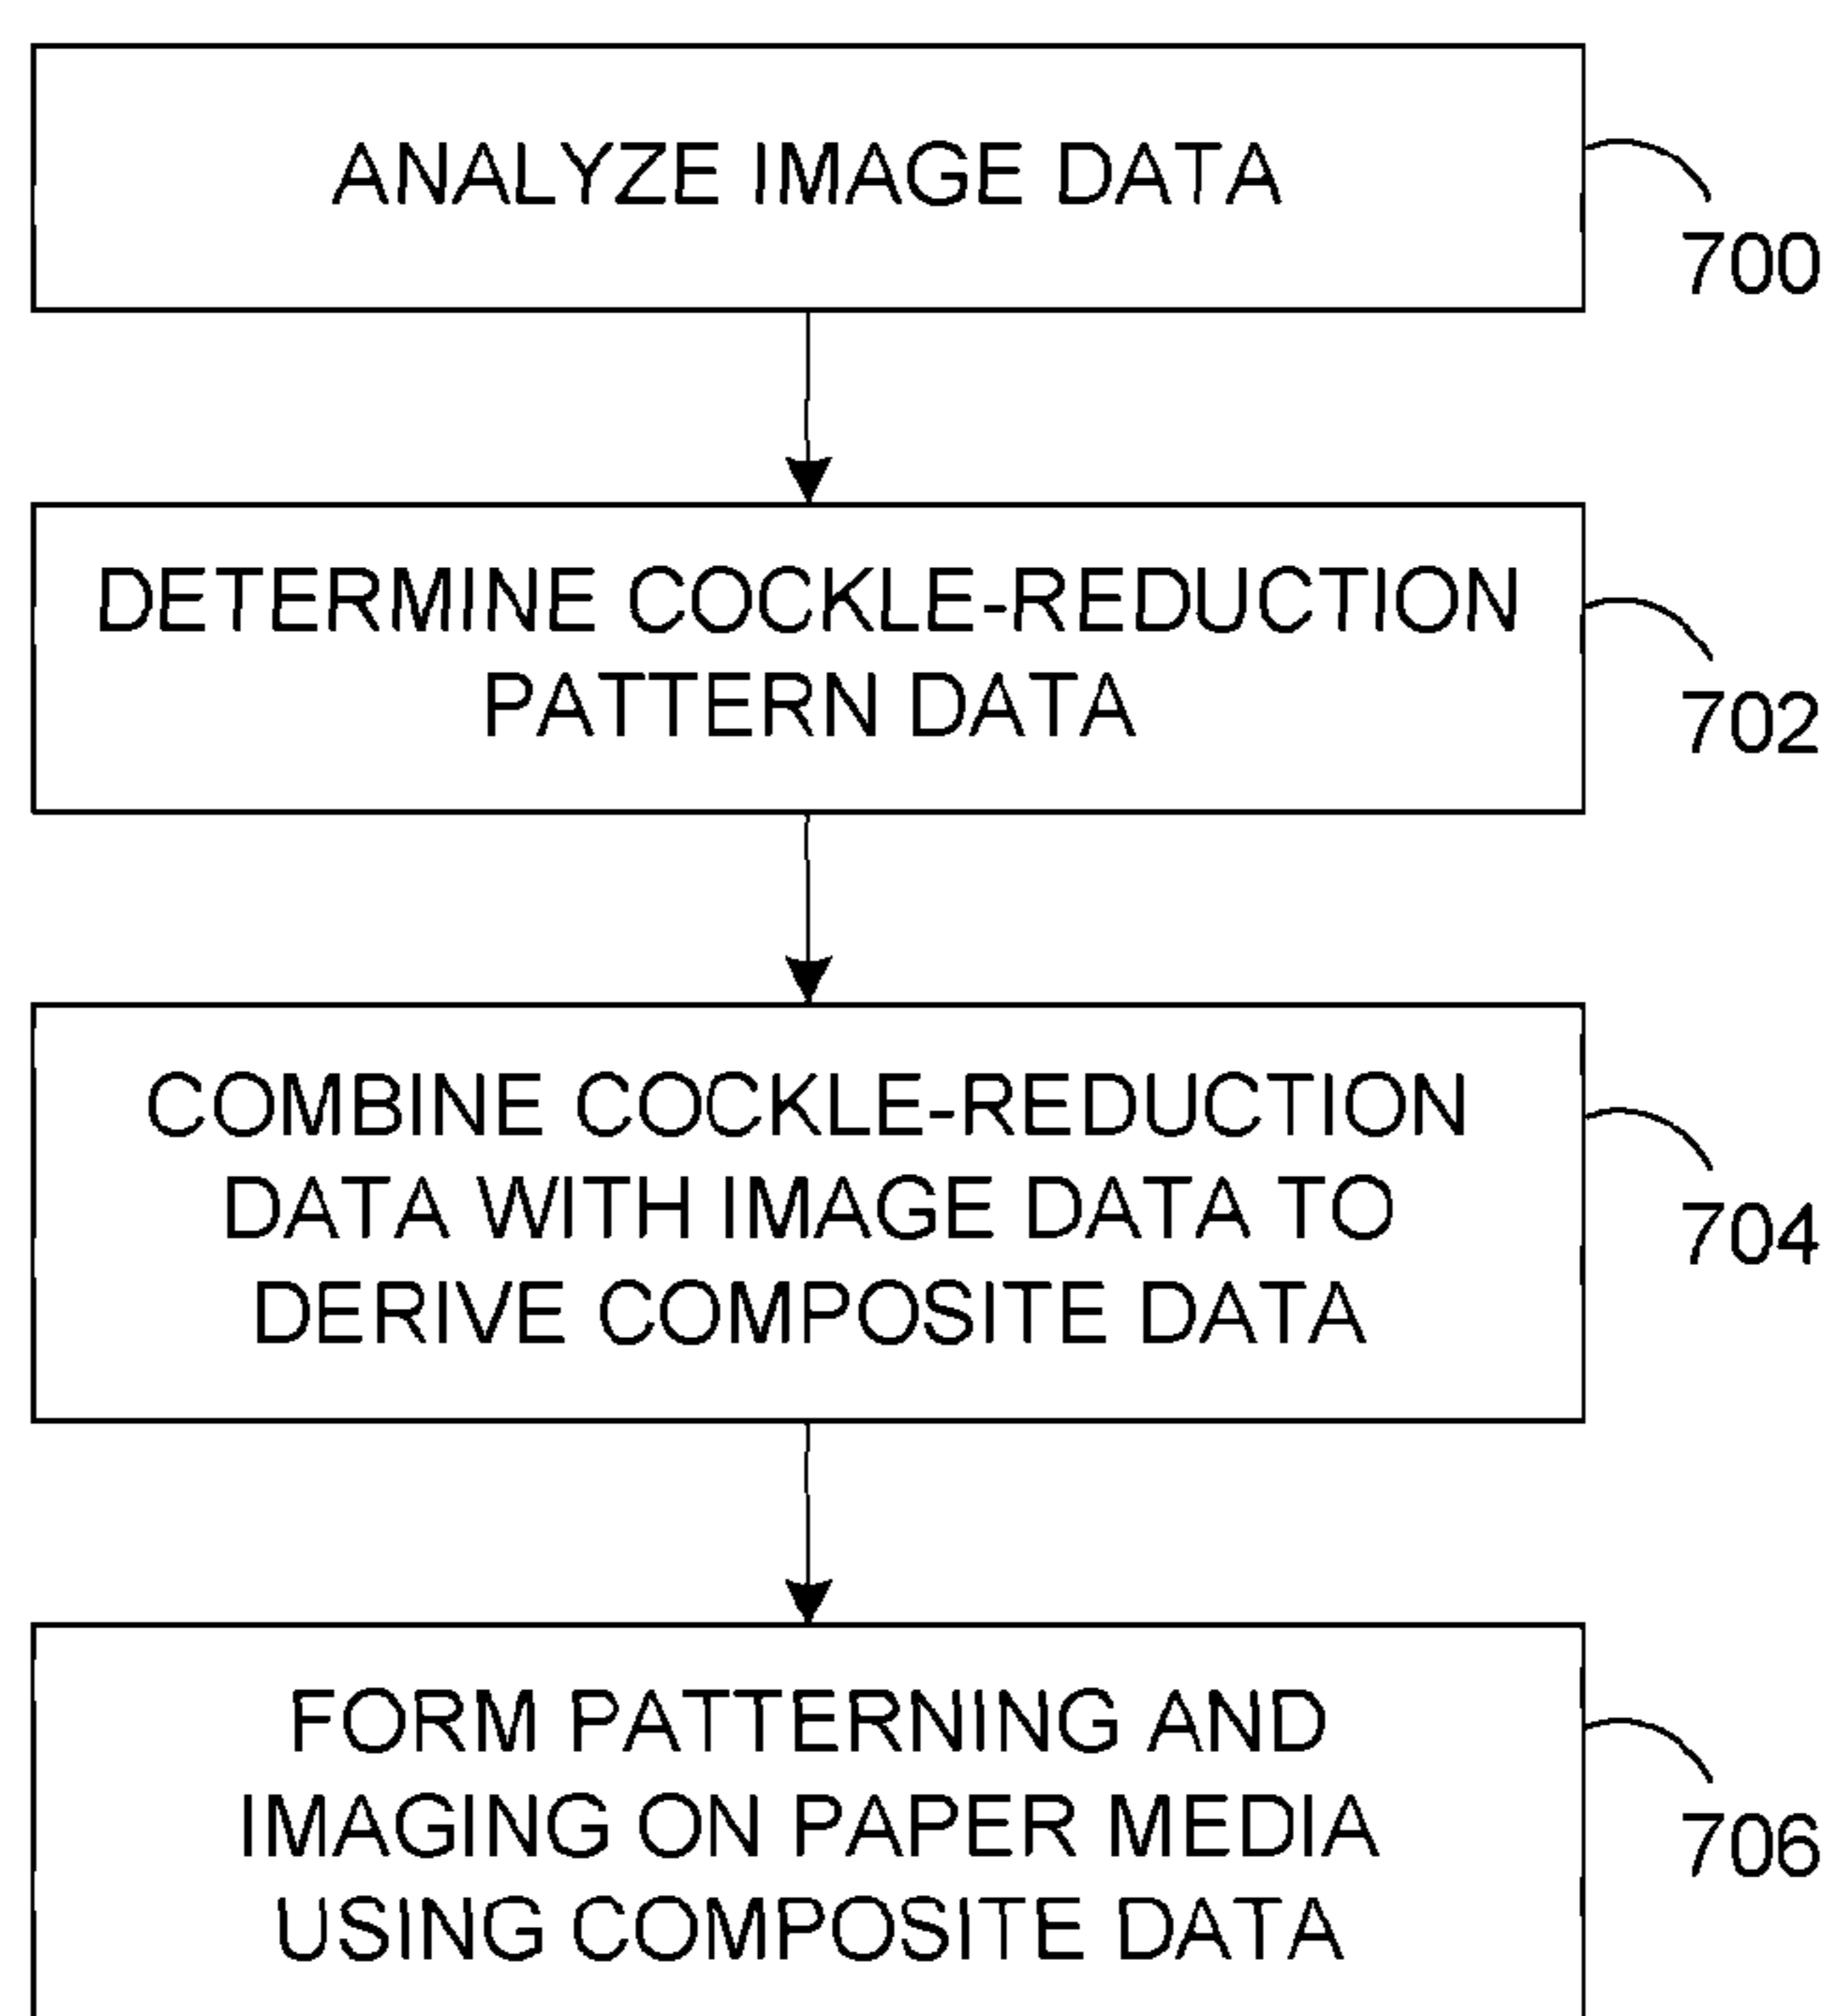 ANALYZE IMAGE DATA
700
DETERMINE COCKLE-REDUCTION
PATTERN DATA
702
COMBINE COCKLE-REDUCTION
DATA WITH IMAGE DATA TO
DERIVE COMPOSITE DATA
704
FORM PATTERNING AND
IMAGING ON PAPER MEDIA
USING COMPOSITE DATA
706